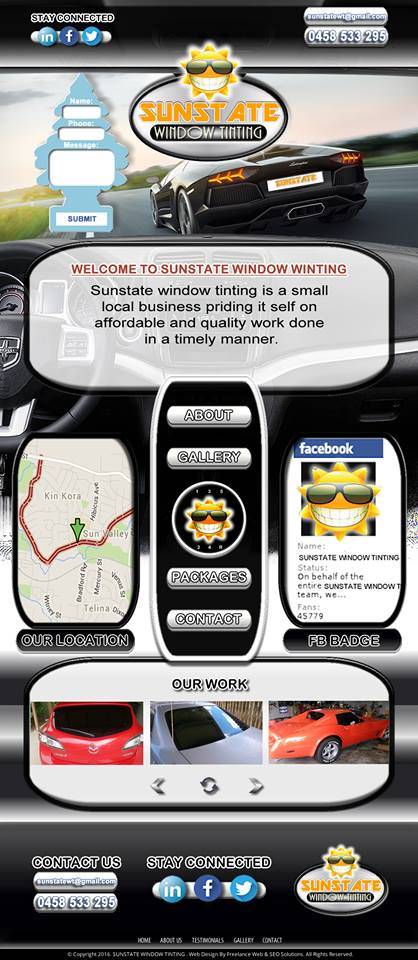 STAY CONNECTED
sunstatewt@gmail.com
0458 533 295
SUNSTATE
WINDOW TINTING
Name:
Phone:
Message:
SUBMIT
SUNSTATE
WELCOME TO SUNSTATE WINDOW WINTING
Sunstate window tinting is a small
local business priding it self on
affordable and quality work done
in a timely manner.
ABOUT
GALLERY
1 3 5
2 4 R
PACKAGES
CONTACT
Kin Kora
Hibiscus Ave
Sun Valley
Bradford Rd
Mercury St
Venus St
Telina
OUR LOCATION
facebook
Name:
SUNSTATE WINDOW TINTING
Status:
On behalf of the
entire SUNSTATE WINDOW T
team, we...
Fans:
45779
FB BADGE
OUR WORK
CONTACT US
sunstatewt@gmail.com
0458 533 295
STAY CONNECTED
in f
SUNSTATE
WINDOW TINTING
HOME ABOUT US TESTIMONIALS GALLERY CONTACT
© Copyright 2016. SUNSTATE WINDOW TINTING . Web Design By Freelance Web & SEO Solutions. All Rights Reserved.